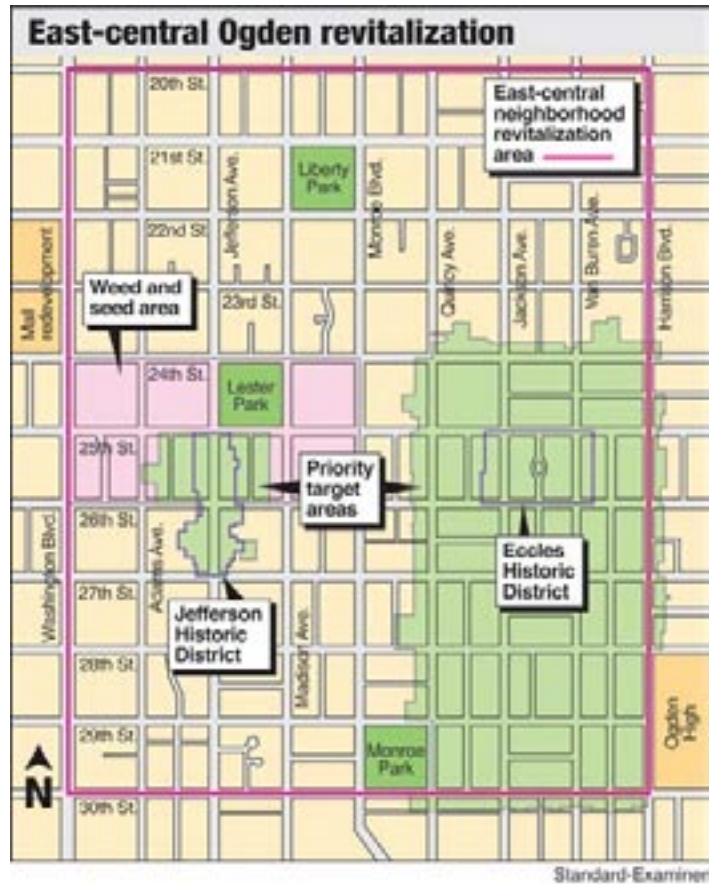 East-central Ogden revitalization
20th St.
East-central
neighborhood
revitalization
area
21st St.
Liberty
Park
Jefferson Ave.
Monroe Blvd.
22nd St.
Mall
redevelopment
Quincy Ave.
Jackson Ave.
Van Buren Ave.
Harrison Blvd.
Weed and
seed area
23rd St.
24th St.
Lester
Park
25th St.
Priority
target
areas
26th St.
Washington Blvd.
Adams Ave.
Eccles
Historic
District
27th St.
Jefferson
Historic
District
Madison Ave.
28th St.
Ogden
High
29th St.
Monroe
Park
N
30th St.
Standard-Examiner